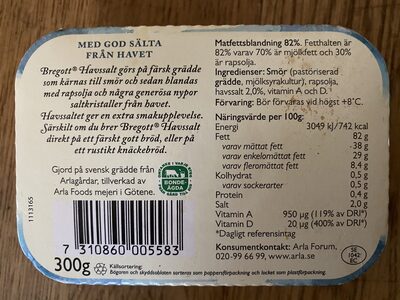 MED GOD SÄLTA
FRÅN HAVET
Bregott® Havssalt görs på färsk grädde
som kärnas till smör och sedan blandas
med rapsolja och några generösa nypor
saltkristaller från havet.
Havssaltet ger en extra smakupplevelse.
Särskilt om du brer Bregott® Havssalt
direkt på ett färskt gott bröd, eller på
ett rustikt knäckebröd.
Gjord på svensk grädde från
Arlagårdar, tillverkad av
Arla Foods mejeri i Götene.
BONDE
ÄGDA
1113165
7 310860 005583
300g
Källsortering:
Bägaren och skyddsbladen sorteras som pappersförpackning och locket som plastförpackning.
Matfettsblandning 82%. Fetthalten är
82% varav 70% är mjölkfett och 30%
är rapsolja.
Ingredienser: Smör (pastöriserad
grädde, mjölksyrakultur), rapsolja,
havssalt 2,0%, vitamin A och D.
Förvaring: Bör förvaras vid högst +8°C.
Näringsvärde per 100g:
Energi 3049 kJ/742 kcal
Fett 82 g
varav mättat fett 38 g
varav enkelomättat fett 29 g
varav fleromättat fett 8,4 g
Kolhydrat 0,5 g
varav sockerarter 0,5 g
Protein 0,4 g
Salt 2,0 g
Vitamin A 950 µg (119% av DRI*)
Vitamin D 20 µg (400% av DRI*)
*Dagligt referensintag
Konsumentkontakt: Arla Forum,
020-99 66 99, www.arla.se
SE
1042
EC